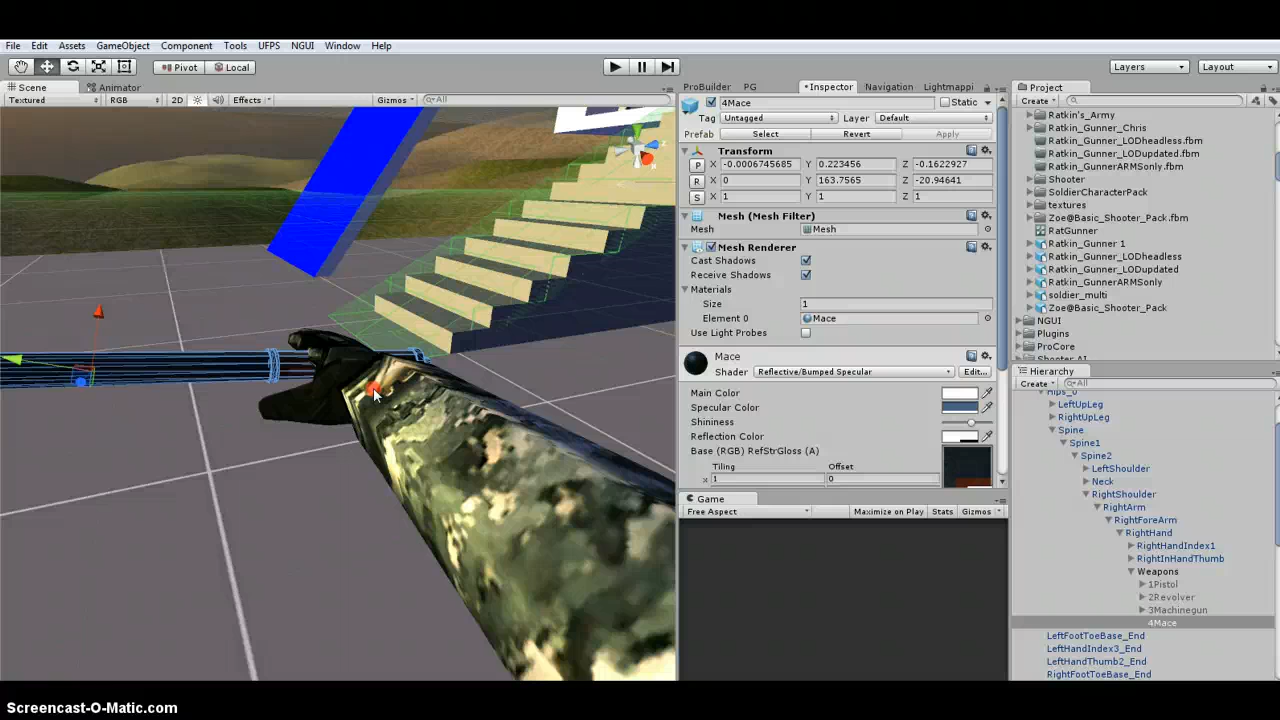 File Edit Assets GameObject Component Tools UFPS NGUI Window Help
Pivot Local Layers Layout
Scene Animator
Textured RGB 2D Effects Gizmos All
ProBuilder PG Inspector Navigation Lightmappi
4Mace Static
Tag Untagged Layer Default
Prefab Select Revert Apply
Transform
P X -0.0006745685 Y 0.223456 Z -0.1622927
R X 0 Y 163.7565 Z -20.94641
S X 1 Y 1 Z 1
Mesh (Mesh Filter)
Mesh Mesh
Mesh Renderer
Cast Shadows
Receive Shadows
Materials
Size 1
Element 0 Mace
Use Light Probes
Mace
Shader Reflective/Bumped Specular Edit...
Main Color
Specular Color
Shininess
Reflection Color
Base (RGB) RefStrGloss (A)
Tiling Offset
x 1 0
Game
Free Aspect Maximize on Play Stats Gizmos
Project
Create
Ratkin's_Army
Ratkin_Gunner_Chris
Ratkin_Gunner_LODheadless.fbm
Ratkin_Gunner_LODupdated.fbm
Ratkin_GunnerARMSonly.fbm
Shooter
SoldierCharacterPack
textures
Zoe@Basic_Shooter_Pack.fbm
RatGunner
Ratkin_Gunner 1
Ratkin_Gunner_LODheadless
Ratkin_Gunner_LODupdated
Ratkin_GunnerARMSonly
soldier_multi
Zoe@Basic_Shooter_Pack
NGUI
Plugins
ProCore
Shooter AI
Hierarchy
Create All
Hips_0
LeftUpLeg
RightUpLeg
Spine
Spine1
Spine2
LeftShoulder
Neck
RightShoulder
RightArm
RightForeArm
RightHand
RightHandIndex1
RightInHandThumb
Weapons
1Pistol
2Revolver
3Machinegun
4Mace
LeftFootToeBase_End
LeftHandIndex3_End
LeftHandThumb2_End
RightFootToeBase_End
Screencast-O-Matic.com